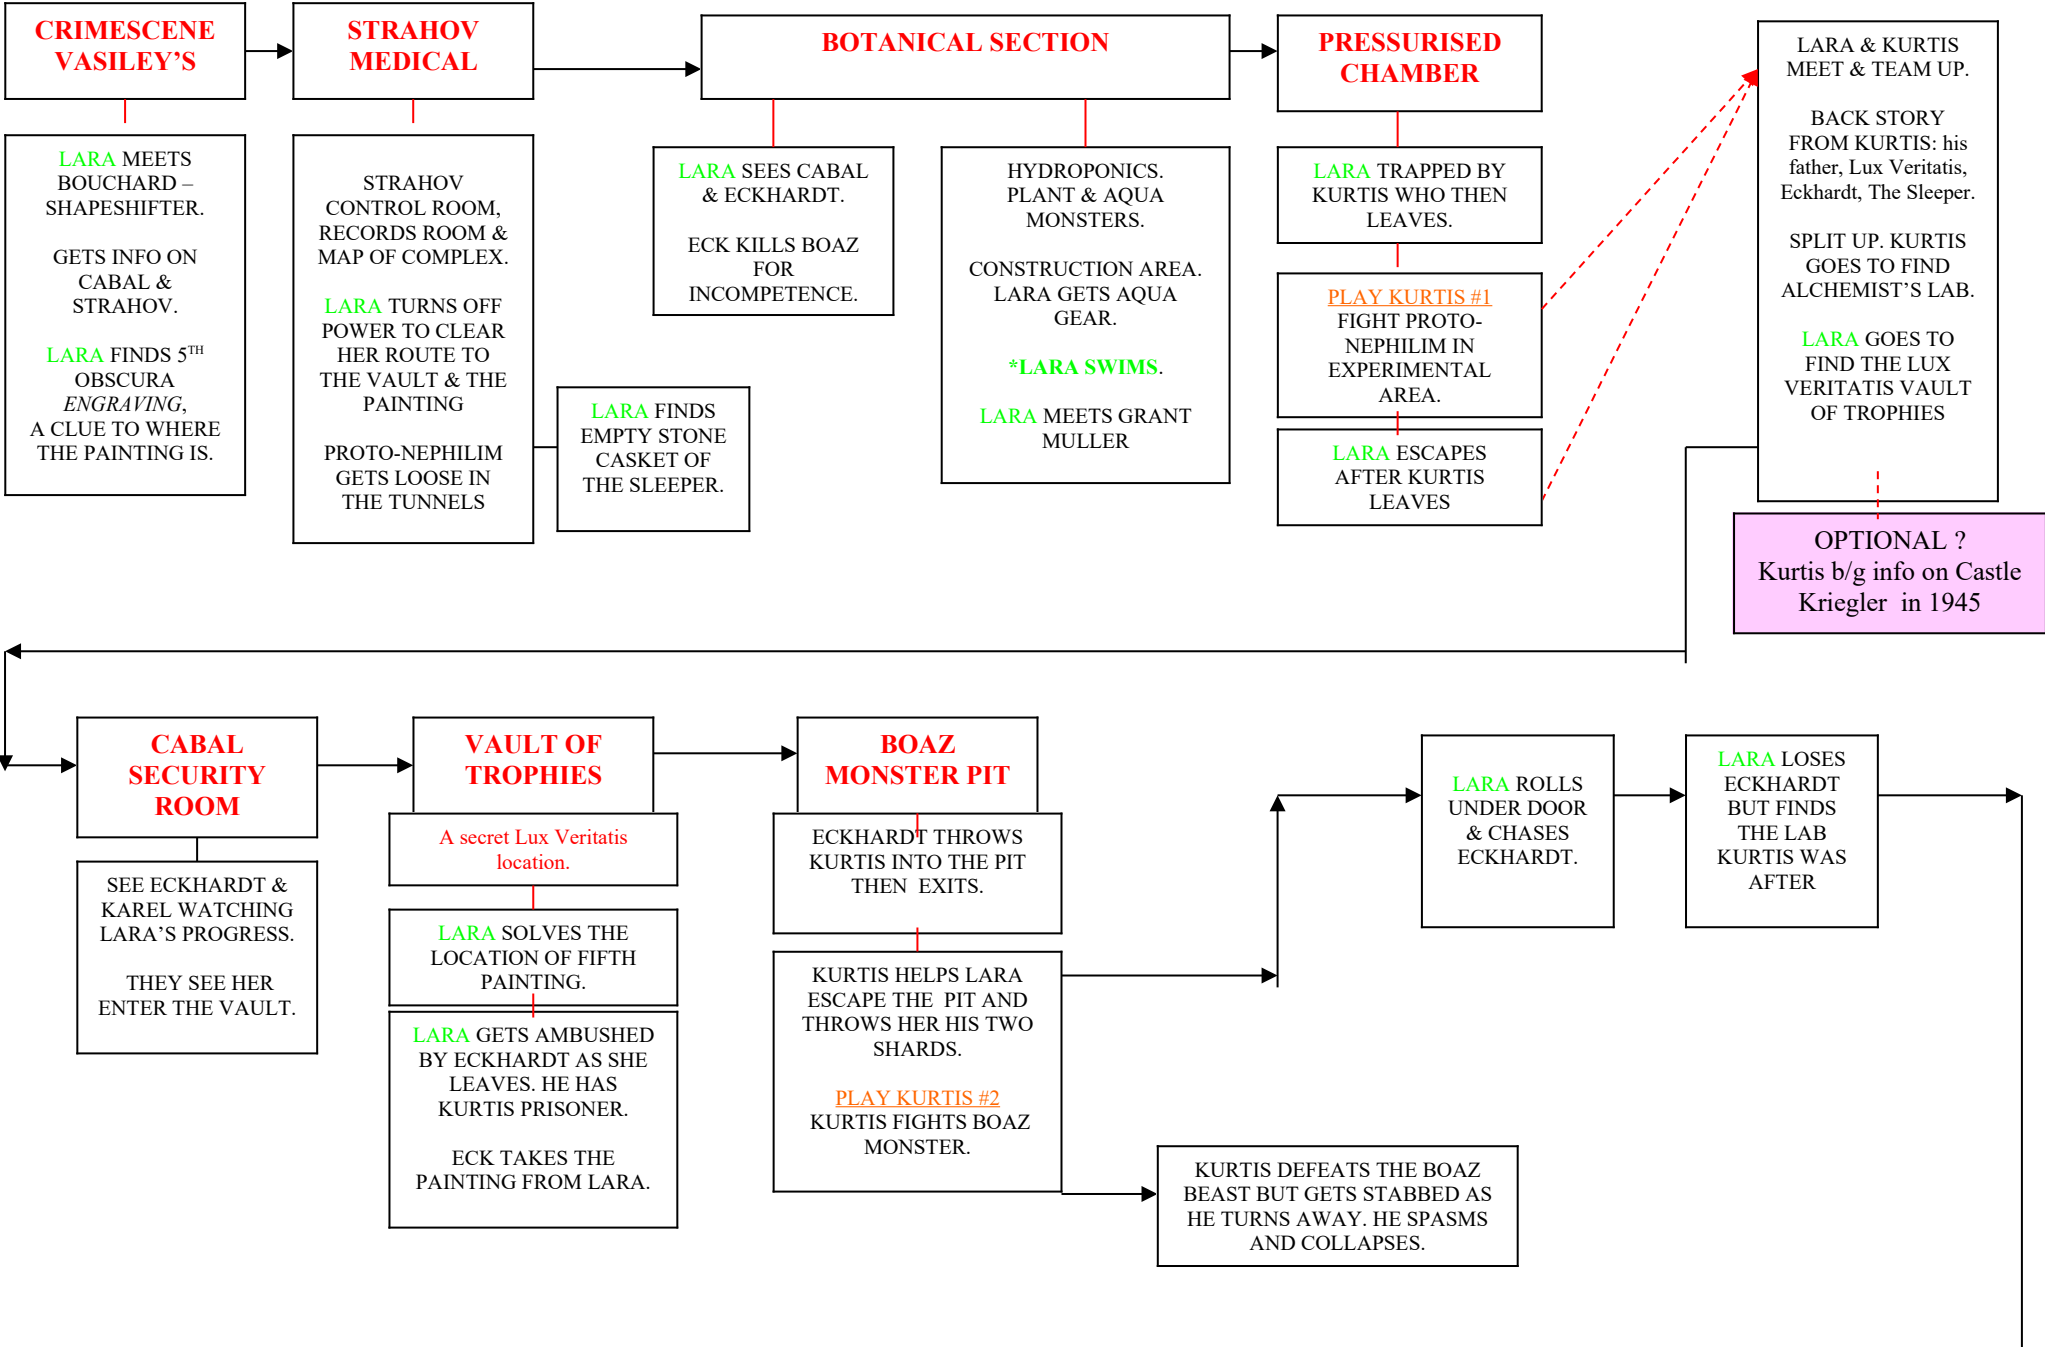 CRIMESCENE
VASILEY'S
LARA MEETS
BOUCHARD –
SHAPESHIFTER.
GETS INFO ON
CABAL &
STRAHOV.
LARA FINDS 5TH
OBSCURA
ENGRAVING,
A CLUE TO WHERE
THE PAINTING IS.
STRAHOV
MEDICAL
STRAHOV
CONTROL ROOM,
RECORDS ROOM &
MAP OF COMPLEX.
LARA TURNS OFF
POWER TO CLEAR
HER ROUTE TO
THE VAULT & THE
PAINTING
PROTO-NEPHILIM
GETS LOOSE IN
THE TUNNELS
LARA FINDS
EMPTY STONE
CASKET OF
THE SLEEPER.
BOTANICAL SECTION
LARA SEES CABAL
& ECKHARDT.
ECK KILLS BOAZ
FOR
INCOMPETENCE.
HYDROPONICS.
PLANT & AQUA
MONSTERS.
CONSTRUCTION AREA.
LARA GETS AQUA
GEAR.
*LARA SWIMS.
LARA MEETS GRANT
MULLER
PRESSURISED
CHAMBER
LARA TRAPPED BY
KURTIS WHO THEN
LEAVES.
PLAY KURTIS #1
FIGHT PROTO-
NEPHILIM IN
EXPERIMENTAL
AREA.
LARA ESCAPES
AFTER KURTIS
LEAVES
LARA & KURTIS
MEET & TEAM UP.
BACK STORY
FROM KURTIS: his
father, Lux Veritatis,
Eckhardt, The Sleeper.
SPLIT UP. KURTIS
GOES TO FIND
ALCHEMIST'S LAB.
LARA GOES TO
FIND THE LUX
VERITATIS VAULT
OF TROPHIES
OPTIONAL ?
Kurtis b/g info on Castle
Kriegler in 1945
CABAL
SECURITY
ROOM
SEE ECKHARDT &
KAREL WATCHING
LARA'S PROGRESS.
THEY SEE HER
ENTER THE VAULT.
VAULT OF
TROPHIES
A secret Lux Veritatis
location.
LARA SOLVES THE
LOCATION OF FIFTH
PAINTING.
LARA GETS AMBUSHED
BY ECKHARDT AS SHE
LEAVES. HE HAS
KURTIS PRISONER.
ECK TAKES THE
PAINTING FROM LARA.
BOAZ
MONSTER PIT
ECKHARDT THROWS
KURTIS INTO THE PIT
THEN EXITS.
KURTIS HELPS LARA
ESCAPE THE PIT AND
THROWS HER HIS TWO
SHARDS.
PLAY KURTIS #2
KURTIS FIGHTS BOAZ
MONSTER.
KURTIS DEFEATS THE BOAZ
BEAST BUT GETS STABBED AS
HE TURNS AWAY. HE SPASMS
AND COLLAPSES.
LARA ROLLS
UNDER DOOR
& CHASES
ECKHARDT.
LARA LOSES
ECKHARDT
BUT FINDS
THE LAB
KURTIS WAS
AFTER